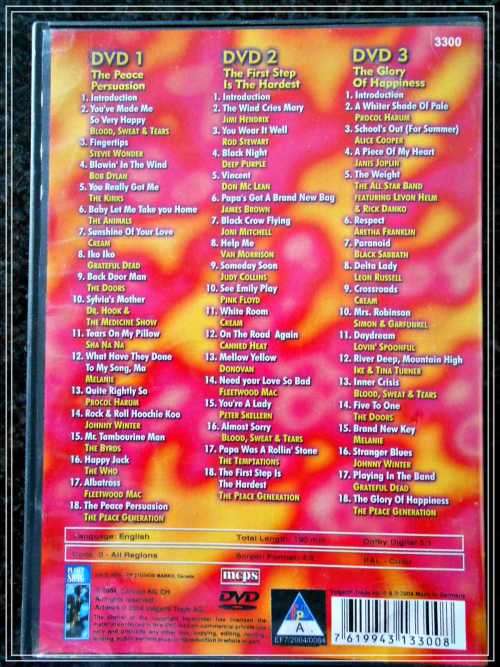 3300
DVD 1
The Peace
Persuasion
1. Introduction
2. You've Made Me
So Very Happy
BLOOD, SWEAT & TEARS
3. Fingertips
STEVIE WONDER
4. Blowin' In The Wind
BOB DYLAN
5. You Really Got Me
THE KINKS
6. Baby Let Me Take you Home
THE ANIMALS
7. Sunshine Of Your Love
CREAM
8. Iko Iko
GRATEFUL DEAD
9. Back Door Man
THE DOORS
10. Sylvia's Mother
DR. HOOK &
THE MEDICINE SHOW
11. Tears On My Pillow
SHA NA NA
12. What Have They Done
To My Song, Ma
MELANIE
13. Quite Rightly So
PROCOL HARUM
14. Rock & Roll Hoochie Koo
JOHNNY WINTER
15. Mr. Tambourine Man
THE BYRDS
16. Happy Jack
THE WHO
17. Albatross
FLEETWOOD MAC
18. The Peace Persuasion
THE PEACE GENERATION
DVD 2
The First Step
Is The Hardest
1. Introduction
2. The Wind Cries Mary
JIMI HENDRIX
3. You Wear It Well
ROD STEWART
4. Black Night
DEEP PURPLE
5. Vincent
DON MC LEAN
6. Papa's Got A Brand New Bag
JAMES BROWN
7. Black Crow Flying
JONI MITCHELL
8. Help Me
VAN MORRISON
9. Someday Soon
JUDY COLLINS
10. See Emily Play
PINK FLOYD
11. White Room
CREAM
12. On The Road Again
CANNED HEAT
13. Mellow Yellow
DONOVAN
14. Need your Love So Bad
FLEETWOOD MAC
15. You're A Lady
PETER SKELLERN
16. Almost Sorry
BLOOD, SWEAT & TEARS
17. Papa Was A Rollin' Stone
THE TEMPTATIONS
18. The First Step Is
The Hardest
THE PEACE GENERATION
DVD 3
The Glory
Of Happiness
1. Introduction
2. A Whiter Shade Of Pale
PROCOL HARUM
3. School's Out (For Summer)
ALICE COOPER
4. A Piece Of My Heart
JANIS JOPLIN
5. The Weight
THE ALL STAR BAND
FEATURING LEVON HELM
& RICK DANKO
6. Respect
ARETHA FRANKLIN
7. Paranoid
BLACK SABBATH
8. Delta Lady
LEON RUSSELL
9. Crossroads
CREAM
10. Mrs. Robinson
SIMON & GARFUNKEL
11. Daydream
LOVIN' SPOONFUL
12. River Deep, Mountain High
IKE & TINA TURNER
13. Inner Crisis
BLOOD, SWEAT & TEARS
14. Five To One
THE DOORS
15. Brand New Key
MELANIE
16. Stranger Blues
JOHNNY WINTER
17. Playing In The Band
GRATEFUL DEAD
18. The Glory Of Happiness
THE PEACE GENERATION
Language: English
Total Length: 190 min
Dolby Digital
Code: 0 - All Regions
Screen Format: 4:3
PAL - Color
mcps
DVD
A
EF7/2004/0084
7 619943 133008